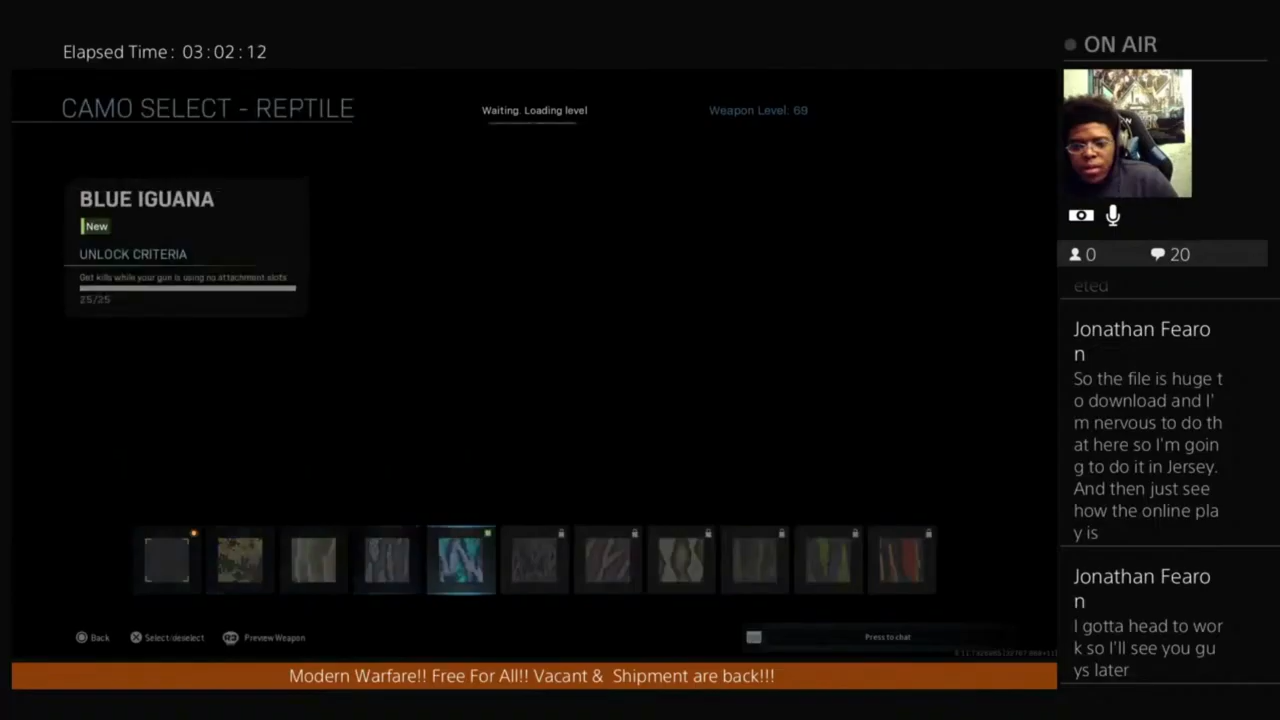 Elapsed Time: 03:02:12
ON AIR
CAMO SELECT - REPTILE
Waiting. Loading level
Weapon Level: 69
BLUE IGUANA
New
UNLOCK CRITERIA
Get kills while your gun is using no attachment slots
25/25
0
20
eted
Jonathan Fearo
n
So the file is huge t
o download and I'
m nervous to do th
at here so I'm goin
g to do it in Jersey.
And then just see
how the online pla
y is
Jonathan Fearo
n
I gotta head to wor
k so I'll see you gu
ys later
Back
Select/deselect
R3 Preview Weapon
Press to chat
Modern Warfare!! Free For All!! Vacant & Shipment are back!!!